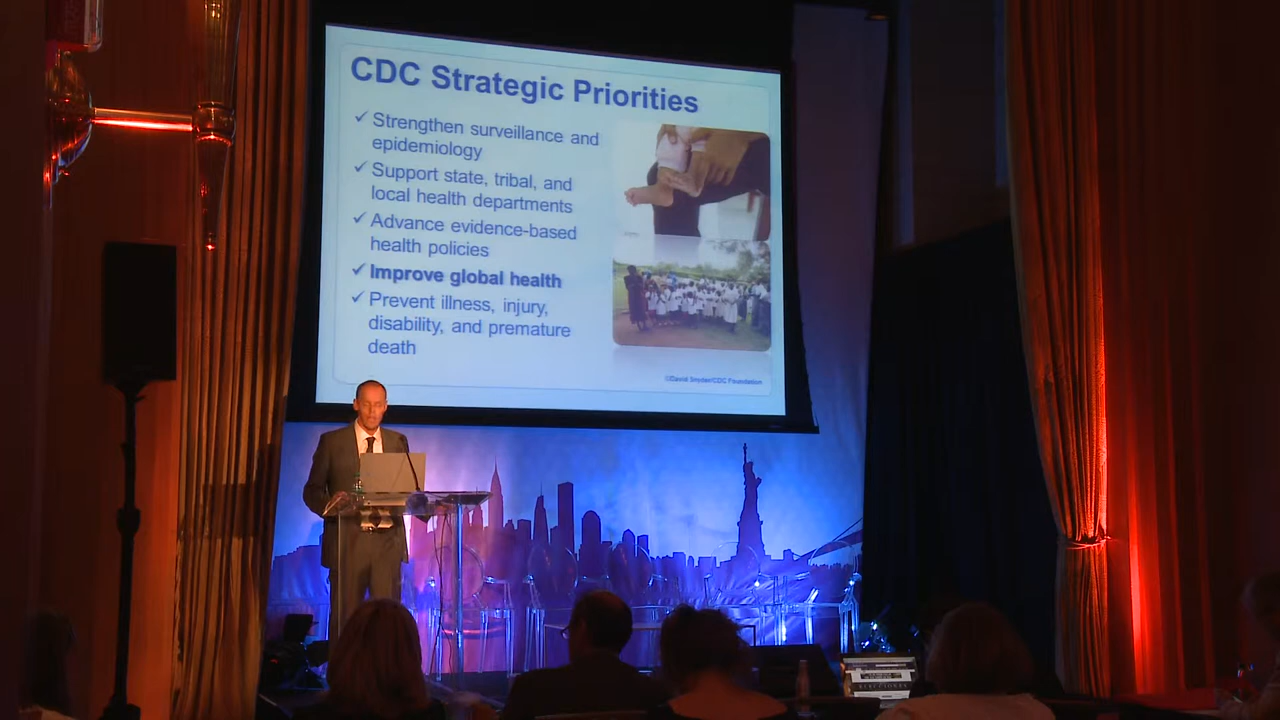 CDC Strategic Priorities
✓ Strengthen surveillance and
epidemiology
✓ Support state, tribal, and
local health departments
✓ Advance evidence-based
health policies
✓ Improve global health
✓ Prevent illness, injury,
disability, and premature
death
©David Snyder/CDC Foundation